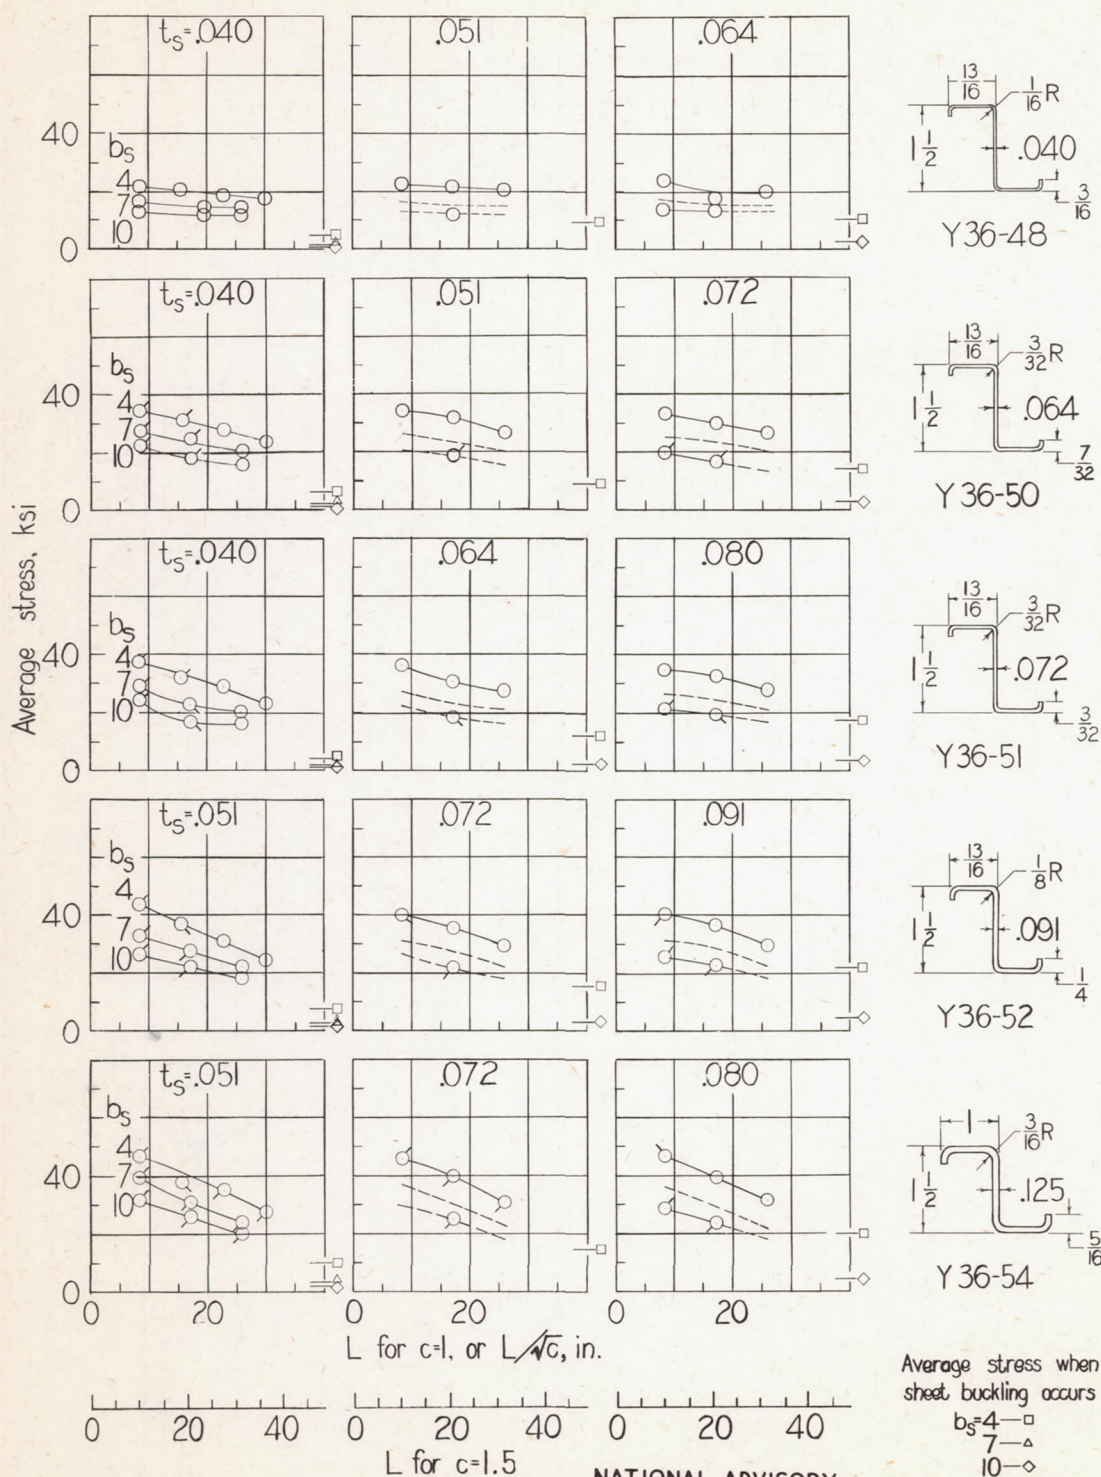 tₛ=.040 .051 .064
13/16
1/16 R
40
bₛ
1 1/2
.040
4
7
10
3/16
0
Y36-48
tₛ=.040 .051 .072
13/16
3/32 R
bₛ
40
4
1 1/2
.064
7
10
7/32
0
Y36-50
Average stress, ksi
tₛ=.040 .064 .080
13/16
3/32 R
bₛ
40
4
1 1/2
.072
7
10
3/32
0
Y36-51
tₛ=.051 .072 .091
13/16
1/8 R
bₛ
4
40
7
1 1/2
.091
10
1/4
0
Y36-52
tₛ=.051 .072 .080
1
3/16 R
bₛ
4
40
7
1 1/2
.125
10
5/16
0
Y36-54
0 20 0 20 0 20
L for c=1, or L/√c, in.
Average stress when
sheet buckling occurs
bₛ=4—□
7—△
10—◇
0 20 40 0 20 40 0 20 40
L for c=1.5
NATIONAL ADVISORY